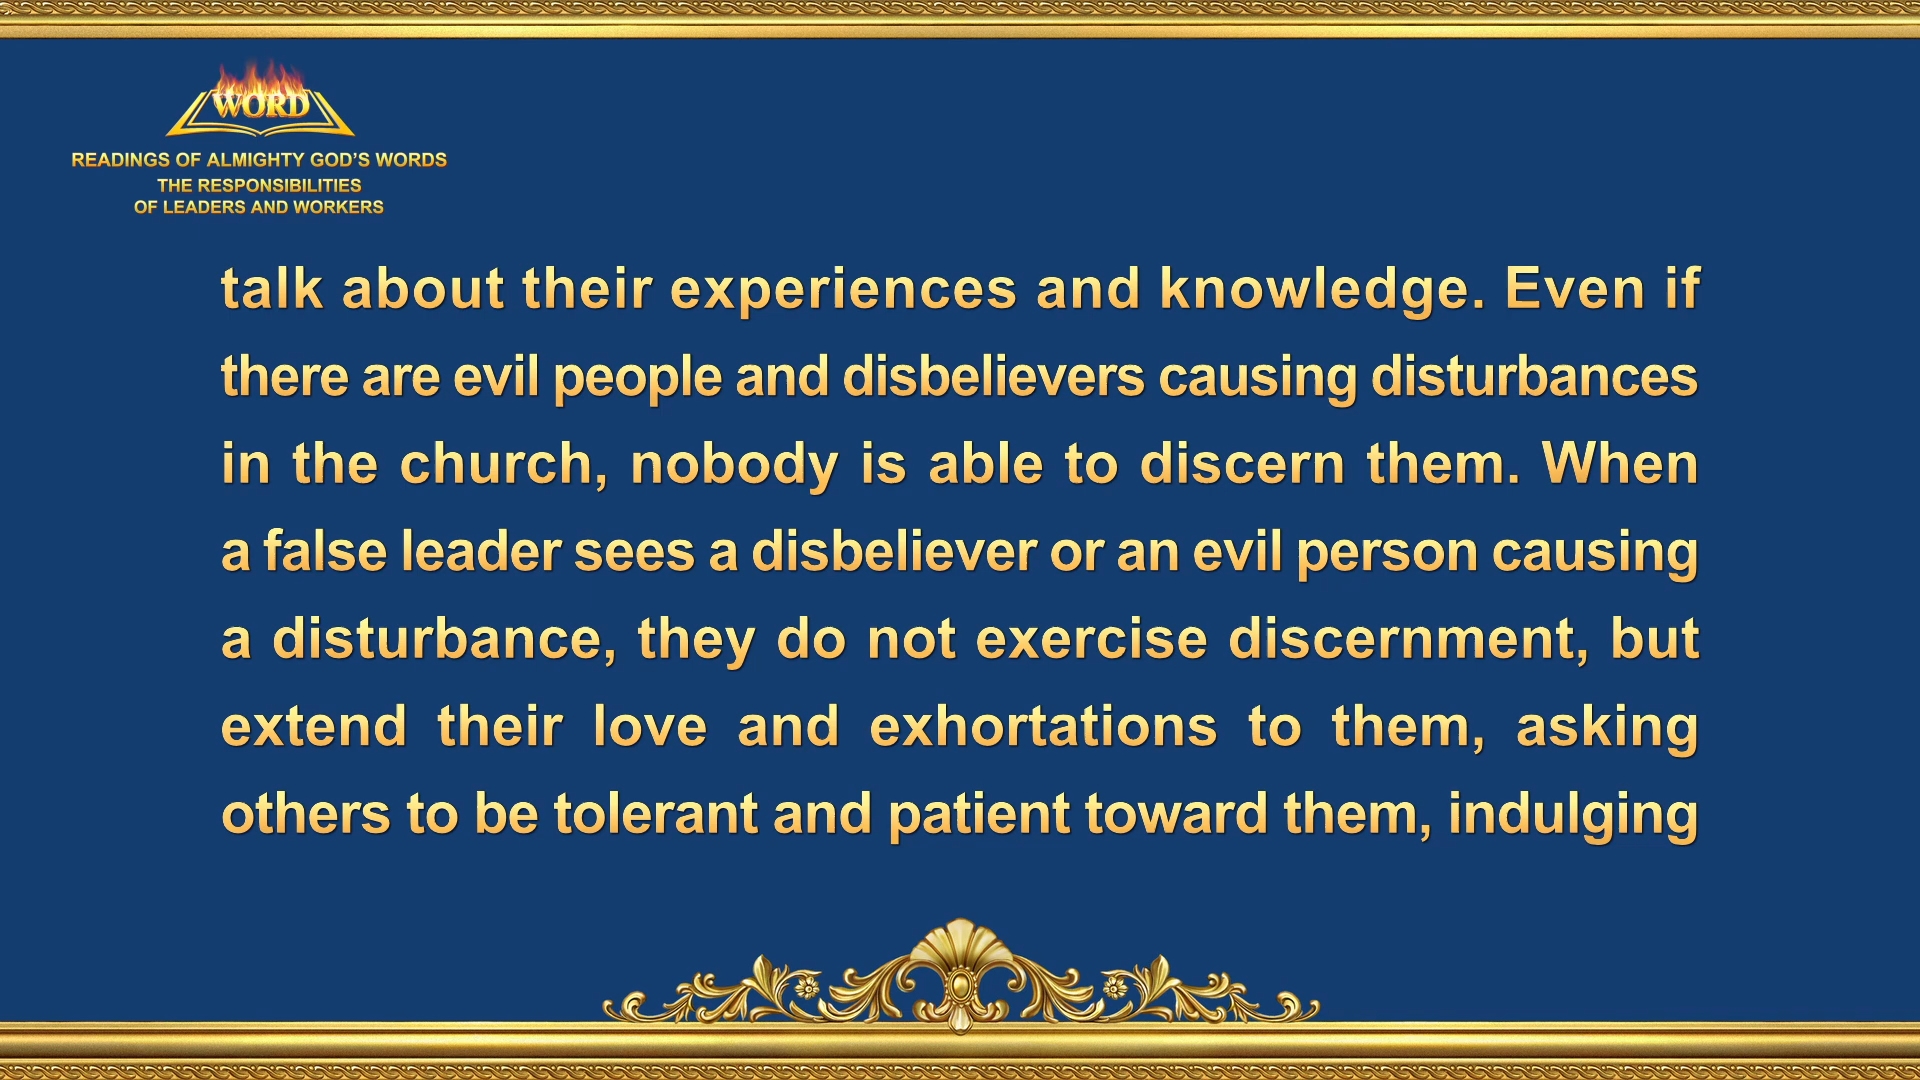 WORD
READINGS OF ALMIGHTY GOD’S WORDS
THE RESPONSIBILITIES
OF LEADERS AND WORKERS
talk about their experiences and knowledge. Even if
there are evil people and disbelievers causing disturbances
in the church, nobody is able to discern them. When
a false leader sees a disbeliever or an evil person causing
a disturbance, they do not exercise discernment, but
extend their love and exhortations to them, asking
others to be tolerant and patient toward them, indulging